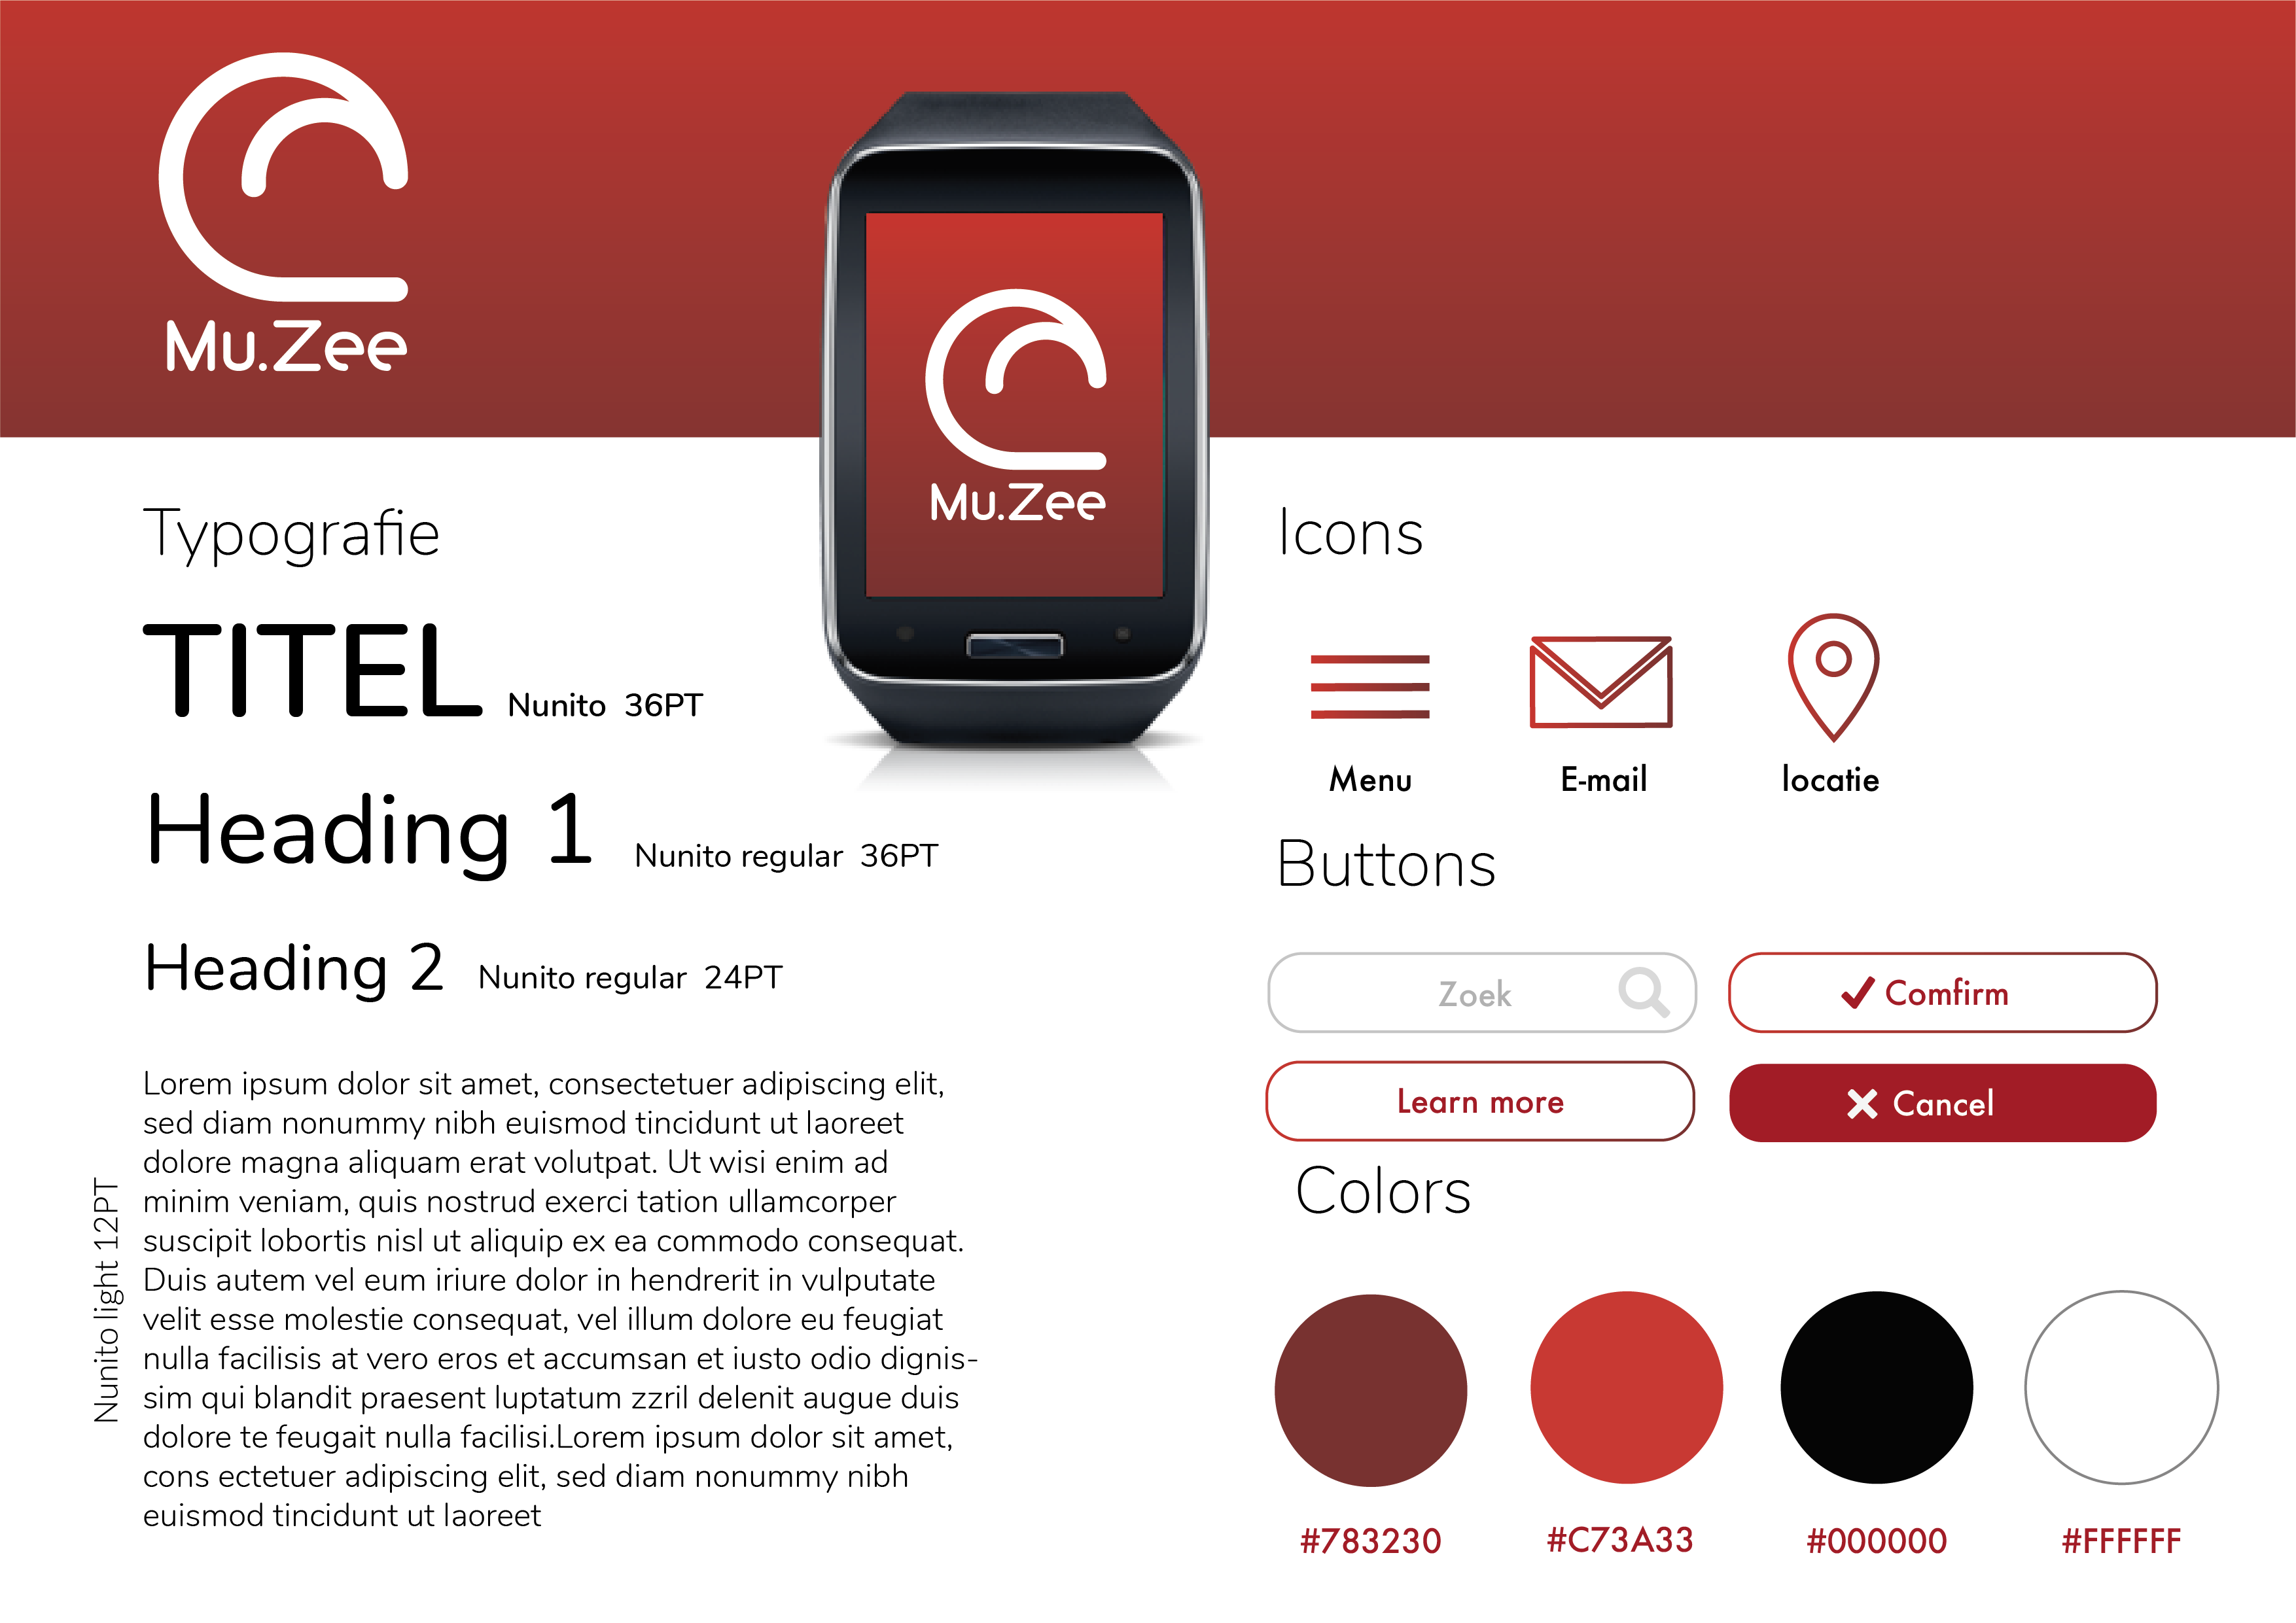 Mu.Zee
Mu.Zee
Typografie
TITEL Nunito 36PT
Heading 1 Nunito regular 36PT
Heading 2 Nunito regular 24PT
Nunito light 12PT
Lorem ipsum dolor sit amet, consectetuer adipiscing elit,
sed diam nonummy nibh euismod tincidunt ut laoreet
dolore magna aliquam erat volutpat. Ut wisi enim ad
minim veniam, quis nostrud exerci tation ullamcorper
suscipit lobortis nisl ut aliquip ex ea commodo consequat.
Duis autem vel eum iriure dolor in hendrerit in vulputate
velit esse molestie consequat, vel illum dolore eu feugiat
nulla facilisis at vero eros et accumsan et iusto odio dignis-
sim qui blandit praesent luptatum zzril delenit augue duis
dolore te feugait nulla facilisi.Lorem ipsum dolor sit amet,
cons ectetuer adipiscing elit, sed diam nonummy nibh
euismod tincidunt ut laoreet
Icons
Menu E-mail locatie
Buttons
Zoek Comfirm
Learn more Cancel
Colors
#783230 #C73A33 #000000 #FFFFFF